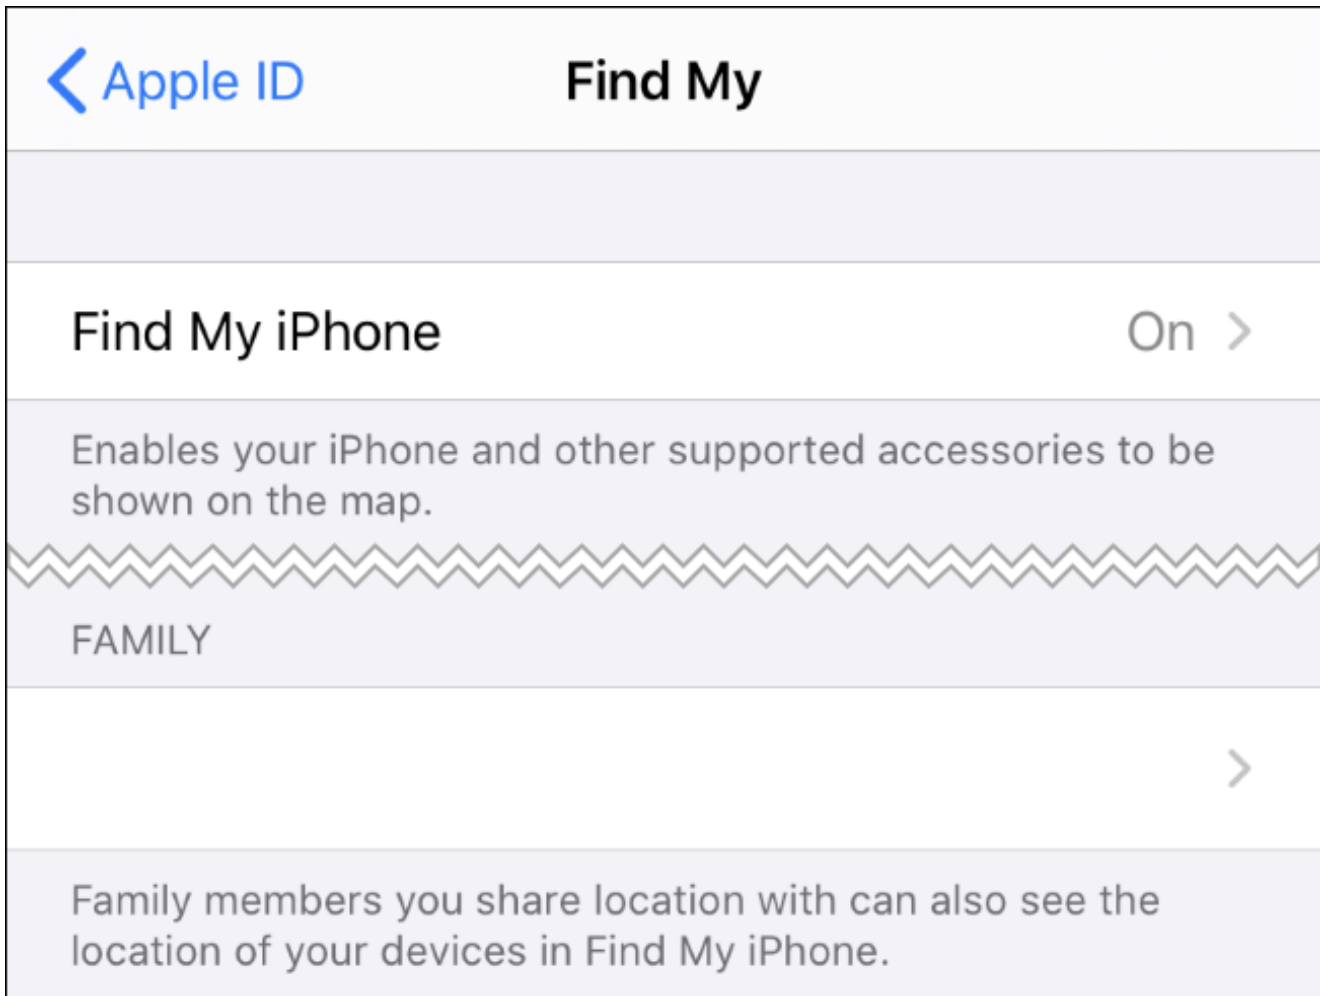 Apple ID
Find My
Find My iPhone
On
Enables your iPhone and other supported accessories to be
shown on the map.
FAMILY
Family members you share location with can also see the
location of your devices in Find My iPhone.